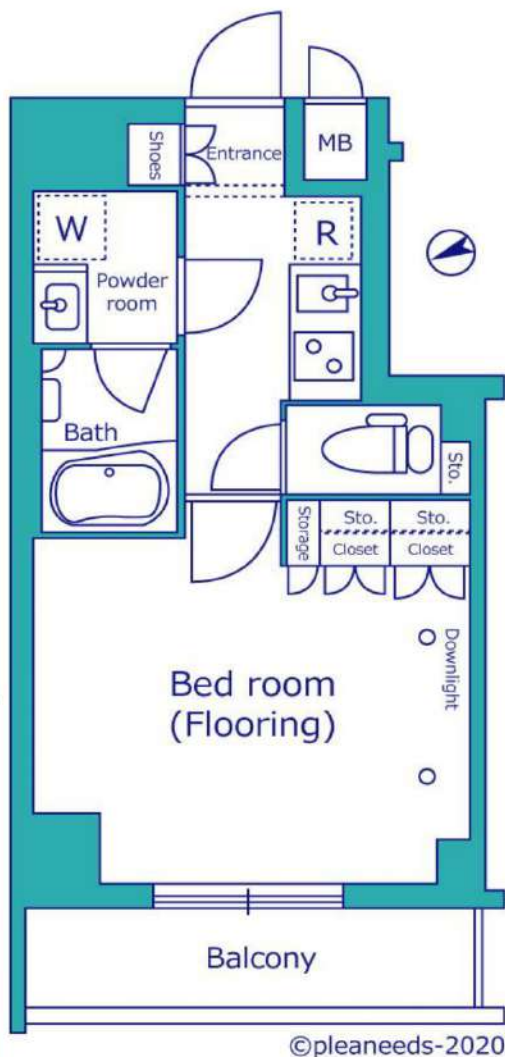 MB
Shoes
Entrance
W
R
Powder
room
Bath
Sto.
Storage
Sto.
Sto.
Closet
Closet
Downlight
Bed room
(Flooring)
Balcony
©pleaneeds-2020